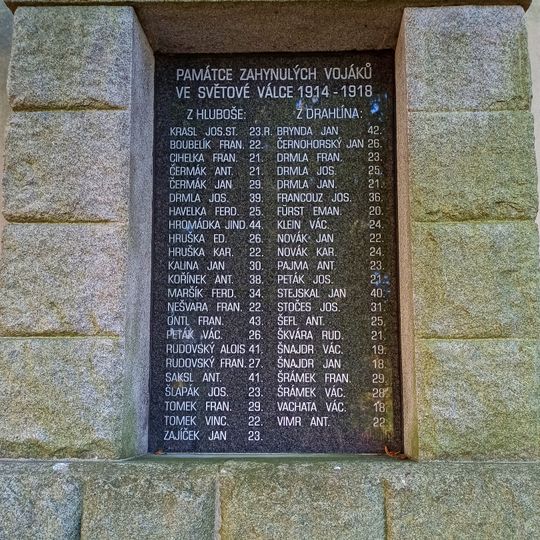 PAMÁTCE ZAHYNULÝCH VOJÁKŮ
VE SVĚTOVÉ VÁLCE 1914 - 1918
Z HLUBOŠE: Z DRAHLÍNA:
KRÁSL JOS.ST. 23.R. BRYNDA JAN 42.
BOUBELÍK FRAN. 22. ČERNOHORSKÝ JAN 26.
CIHELKA FRAN. 21. DRMLA FRAN. 23.
ČERMÁK ANT. 21. DRMLA JOS. 25.
ČERMÁK JAN 29. DRMLA JAN. 21.
DRMLA JOS. 39. FRANCOUZ JOS. 36.
HAVELKA FERD. 25. FÜRST EMAN. 20.
HROMÁDKA JIND. 44. KLEIN VÁC. 24.
HRUŠKA ED. 26. NOVÁK JAN 22.
HRUŠKA KAR. 22. NOVÁK KAR. 24.
KALINA JAN 30. PAJMA ANT. 23.
KOŘÍNEK ANT. 38. PETÁK JOS. 21.
MARŠÍK FERD. 34. STEJSKAL JAN 40.
NEŠVARA FRAN. 22. STOČES JOS. 31.
ONTL FRAN. 43. ŠEFL ANT. 25.
PETÁK VÁC. 26. ŠKVÁRA RUD. 21.
RUDOVSKÝ ALOIS 41. ŠNAJDR VÁC. 19.
RUDOVSKÝ FRAN. 27. ŠNAJDR JAN 18.
SAKSL ANT. 41. ŠRÁMEK FRAN. 29.
ŠLAPÁK JOS. 23. ŠRÁMEK VÁC. 28.
TOMEK FRAN. 29. VACHATA VÁC. 18.
TOMEK VINC. 22. VIMR ANT. 22.
ZAJÍČEK JAN 23.